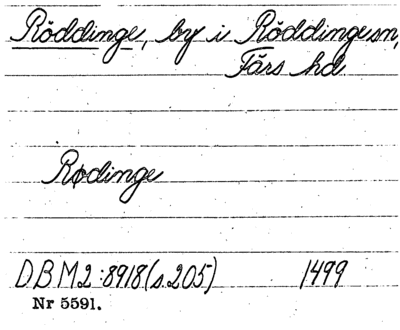 Röddinge, by i Röddinge sn,
Färs hd
Rødinge
DBM2:8918(s.205) 1499
Nr 5591.